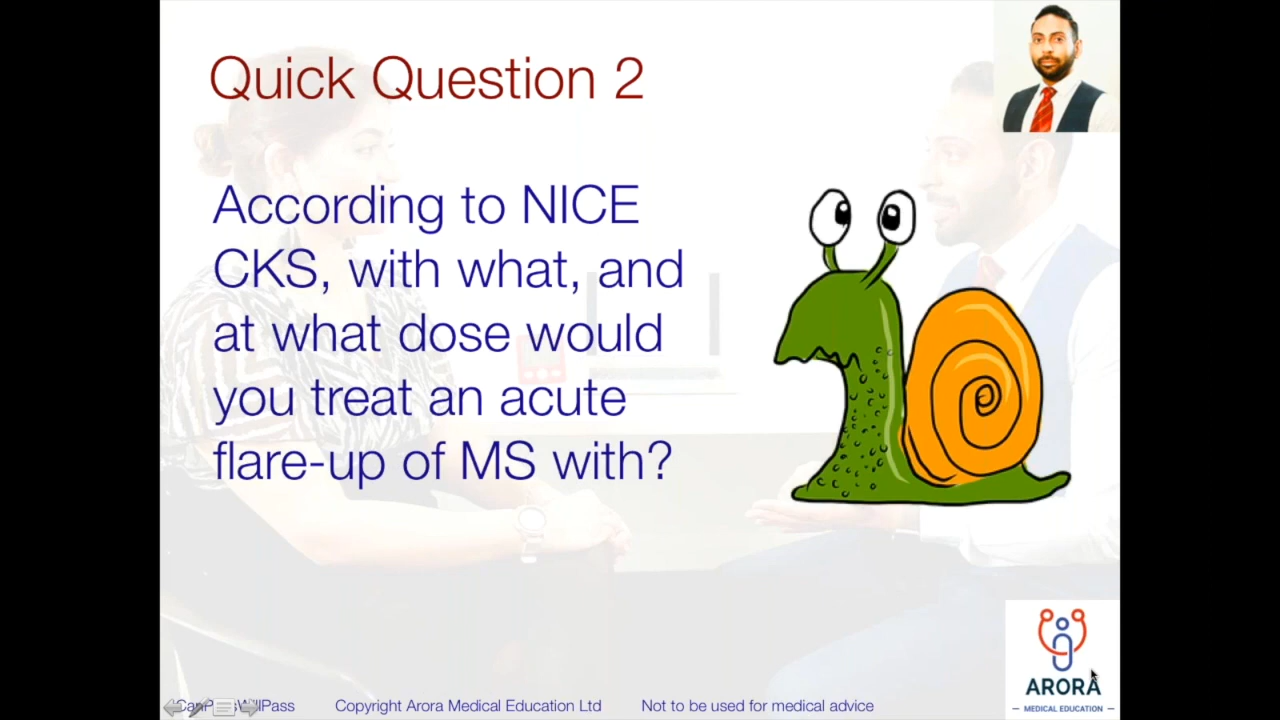 Quick Question 2
According to NICE
CKS, with what, and
at what dose would
you treat an acute
flare-up of MS with?
Copyright Arora Medical Education Ltd
Not to be used for medical advice
ARORA
MEDICAL EDUCATION